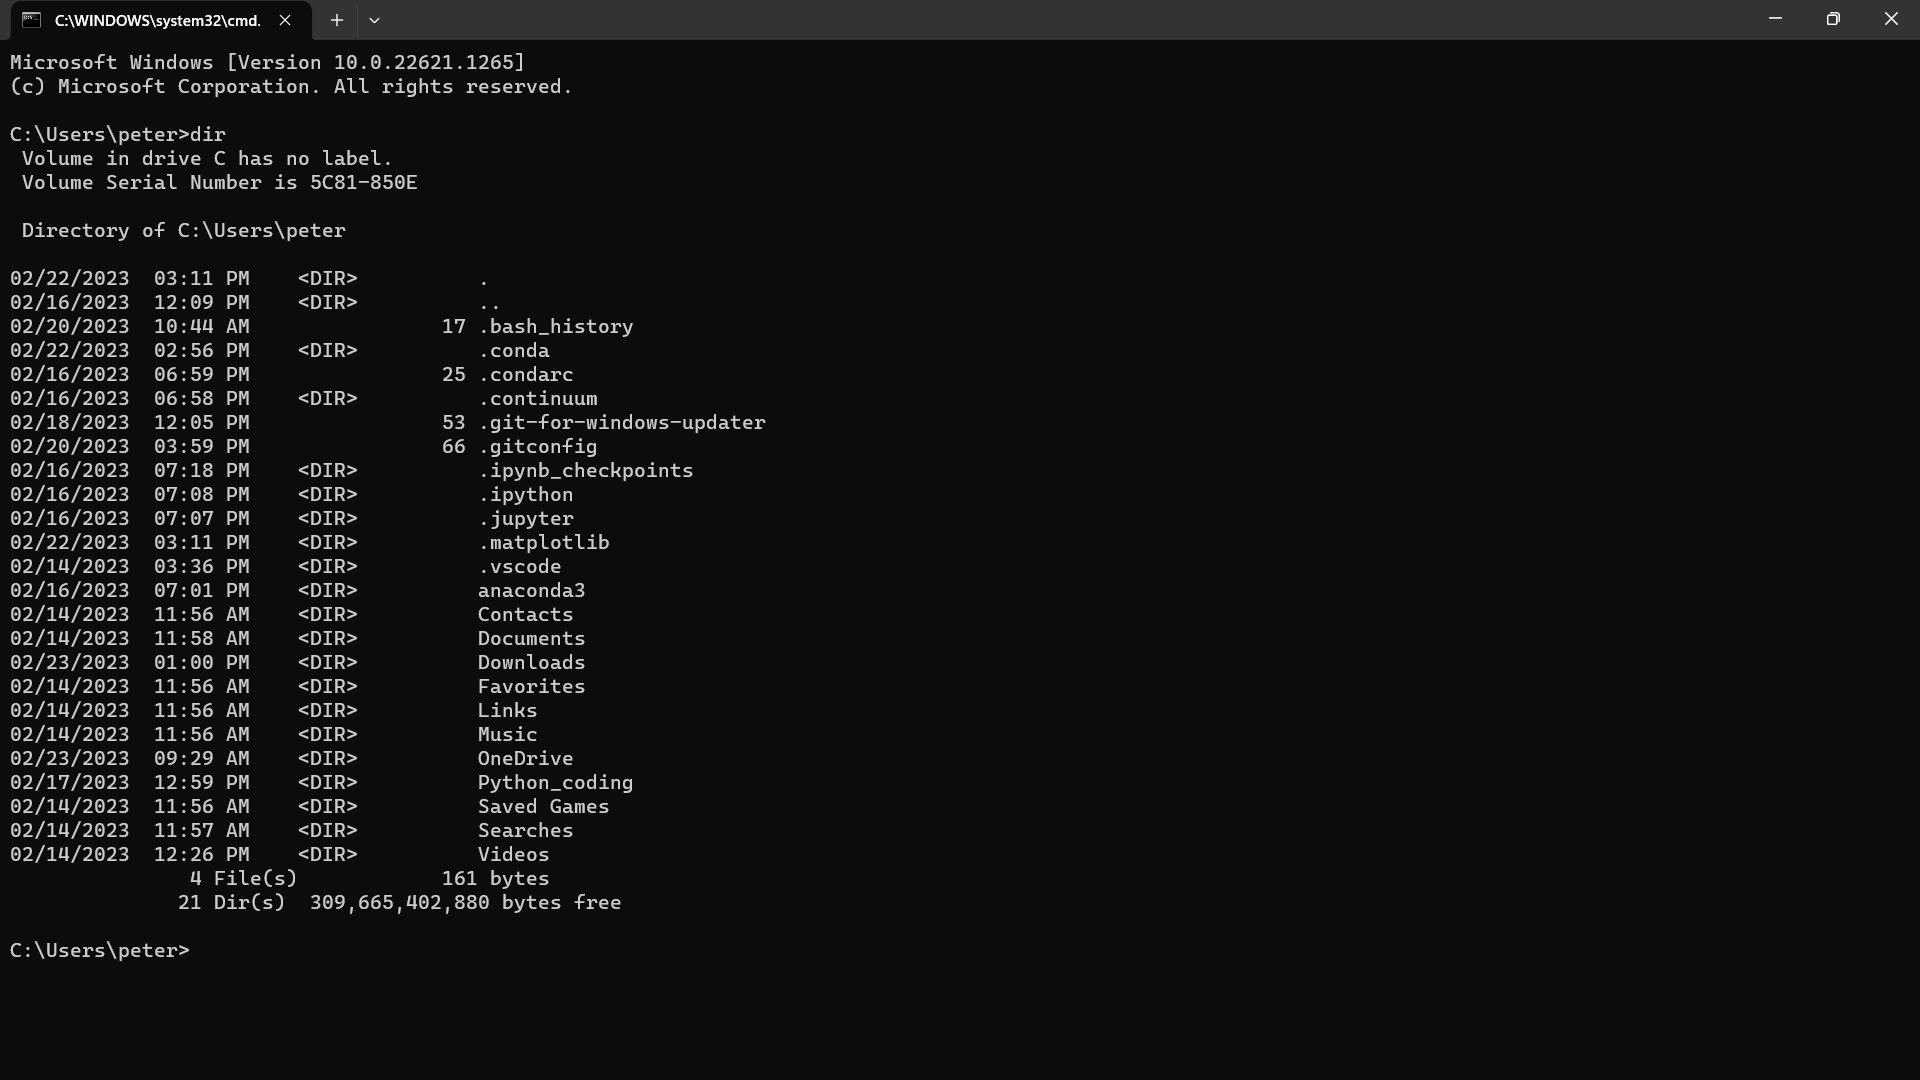 C:\WINDOWS\system32\cmd.
Microsoft Windows [Version 10.0.22621.1265]
(c) Microsoft Corporation. All rights reserved.

C:\Users\peter>dir
 Volume in drive C has no label.
 Volume Serial Number is 5C81-850E

 Directory of C:\Users\peter

02/22/2023  03:11 PM    <DIR>          .
02/16/2023  12:09 PM    <DIR>          ..
02/20/2023  10:44 AM                17 .bash_history
02/22/2023  02:56 PM    <DIR>          .conda
02/16/2023  06:59 PM                25 .condarc
02/16/2023  06:58 PM    <DIR>          .continuum
02/18/2023  12:05 PM                53 .git-for-windows-updater
02/20/2023  03:59 PM                66 .gitconfig
02/16/2023  07:18 PM    <DIR>          .ipynb_checkpoints
02/16/2023  07:08 PM    <DIR>          .ipython
02/16/2023  07:07 PM    <DIR>          .jupyter
02/22/2023  03:11 PM    <DIR>          .matplotlib
02/14/2023  03:36 PM    <DIR>          .vscode
02/16/2023  07:01 PM    <DIR>          anaconda3
02/14/2023  11:56 AM    <DIR>          Contacts
02/14/2023  11:58 AM    <DIR>          Documents
02/23/2023  01:00 PM    <DIR>          Downloads
02/14/2023  11:56 AM    <DIR>          Favorites
02/14/2023  11:56 AM    <DIR>          Links
02/14/2023  11:56 AM    <DIR>          Music
02/23/2023  09:29 AM    <DIR>          OneDrive
02/17/2023  12:59 PM    <DIR>          Python_coding
02/14/2023  11:56 AM    <DIR>          Saved Games
02/14/2023  11:57 AM    <DIR>          Searches
02/14/2023  12:26 PM    <DIR>          Videos
               4 File(s)            161 bytes
              21 Dir(s)  309,665,402,880 bytes free

C:\Users\peter>